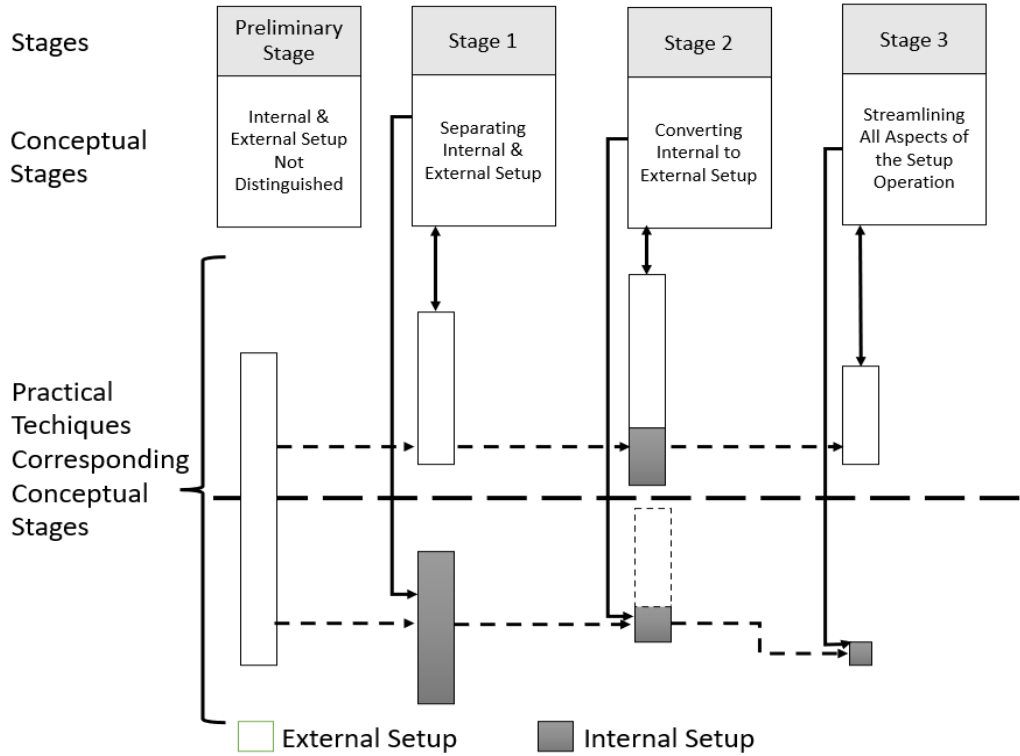 Stages
Preliminary
Stage
Stage 1
Stage 2
Stage 3
Conceptual
Stages
Internal &
External Setup
Not
Distinguished
Separating
Internal &
External Setup
Converting
Internal to
External Setup
Streamlining
All Aspects of
the Setup
Operation
Practical
Techiques
Corresponding
Conceptual
Stages
External Setup
Internal Setup